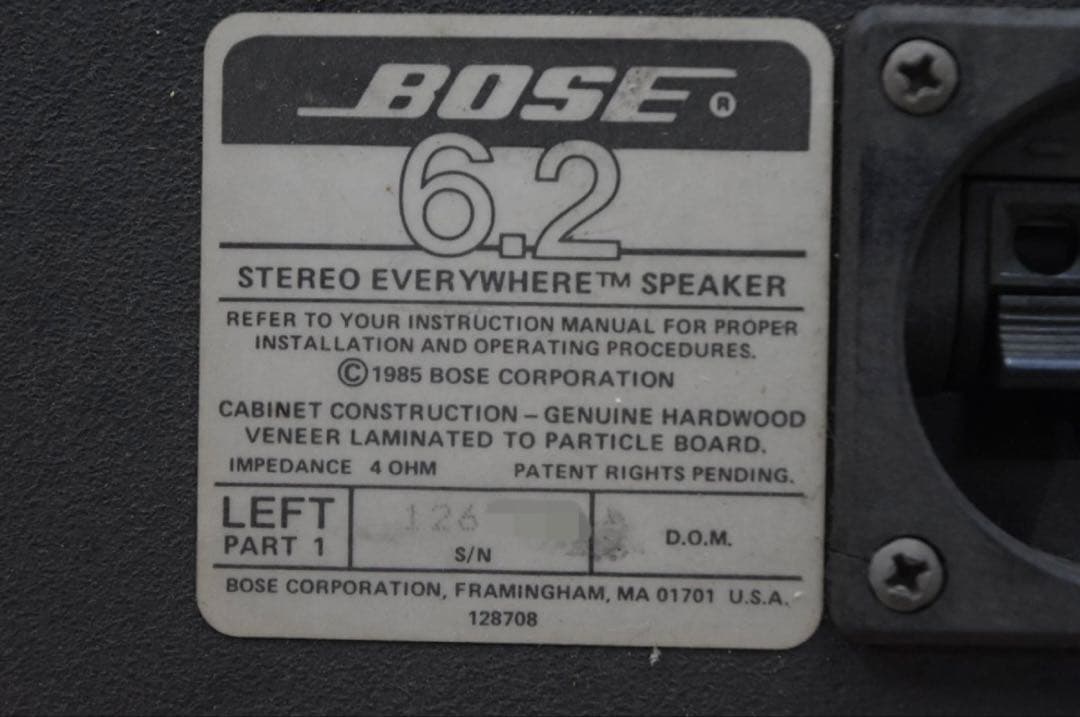 BOSE®
6.2
STEREO EVERYWHERE™ SPEAKER
REFER TO YOUR INSTRUCTION MANUAL FOR PROPER
INSTALLATION AND OPERATING PROCEDURES.
©1985 BOSE CORPORATION
CABINET CONSTRUCTION – GENUINE HARDWOOD
VENEER LAMINATED TO PARTICLE BOARD.
IMPEDANCE 4 OHM PATENT RIGHTS PENDING.
LEFT
PART 1
126
S/N
D.O.M.
BOSE CORPORATION, FRAMINGHAM, MA 01701 U.S.A.
128708